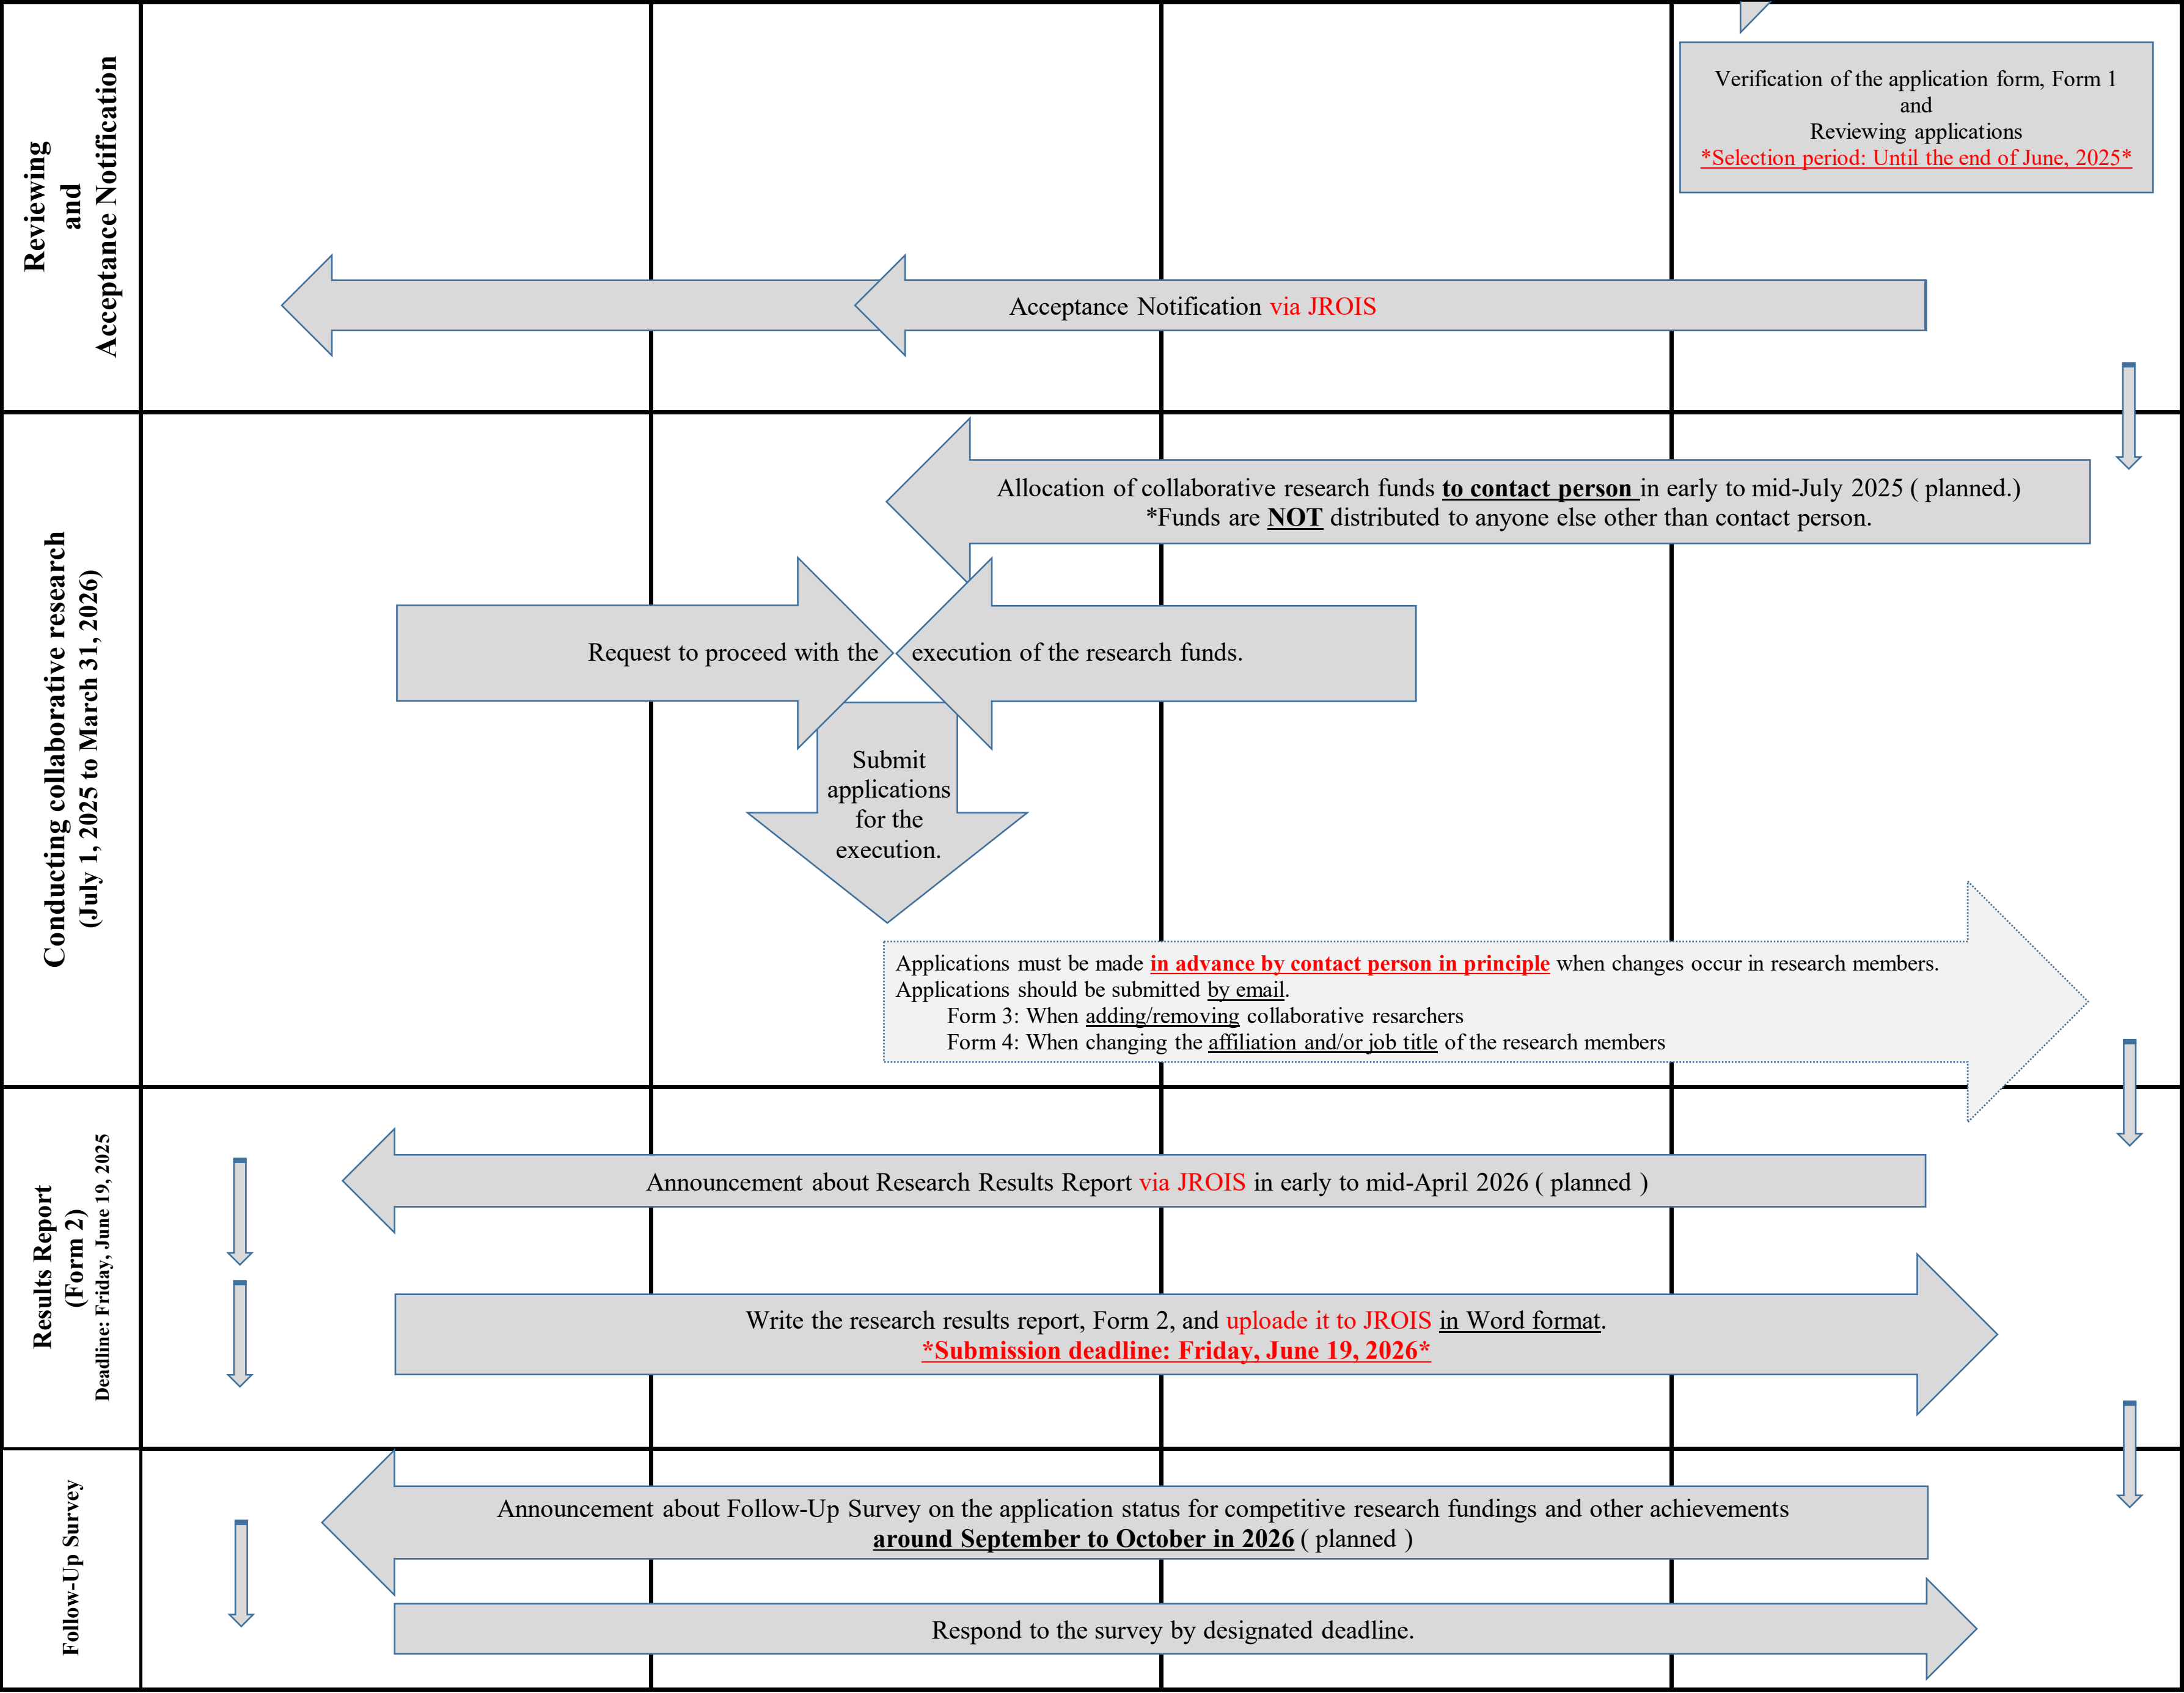 Reviewing
and
Acceptance Notification
Verification of the application form, Form 1
and
Reviewing applications
*Selection period: Until the end of June, 2025*
Acceptance Notification via JROIS
Conducting collaborative research
(July 1, 2025 to March 31, 2026)
Allocation of collaborative research funds to contact person in early to mid-July 2025 ( planned.)
*Funds are NOT distributed to anyone else other than contact person.
Request to proceed with the execution of the research funds.
Submit
applications
for the
execution.
Applications must be made in advance by contact person in principle when changes occur in research members.
Applications should be submitted by email.
Form 3: When adding/removing collaborative resarchers
Form 4: When changing the affiliation and/or job title of the research members
Results Report
(Form 2)
Deadline: Friday, June 19, 2025
Announcement about Research Results Report via JROIS in early to mid-April 2026 ( planned )
Write the research results report, Form 2, and uploade it to JROIS in Word format.
*Submission deadline: Friday, June 19, 2026*
Follow-Up Survey
Announcement about Follow-Up Survey on the application status for competitive research fundings and other achievements
around September to October in 2026 ( planned )
Respond to the survey by designated deadline.